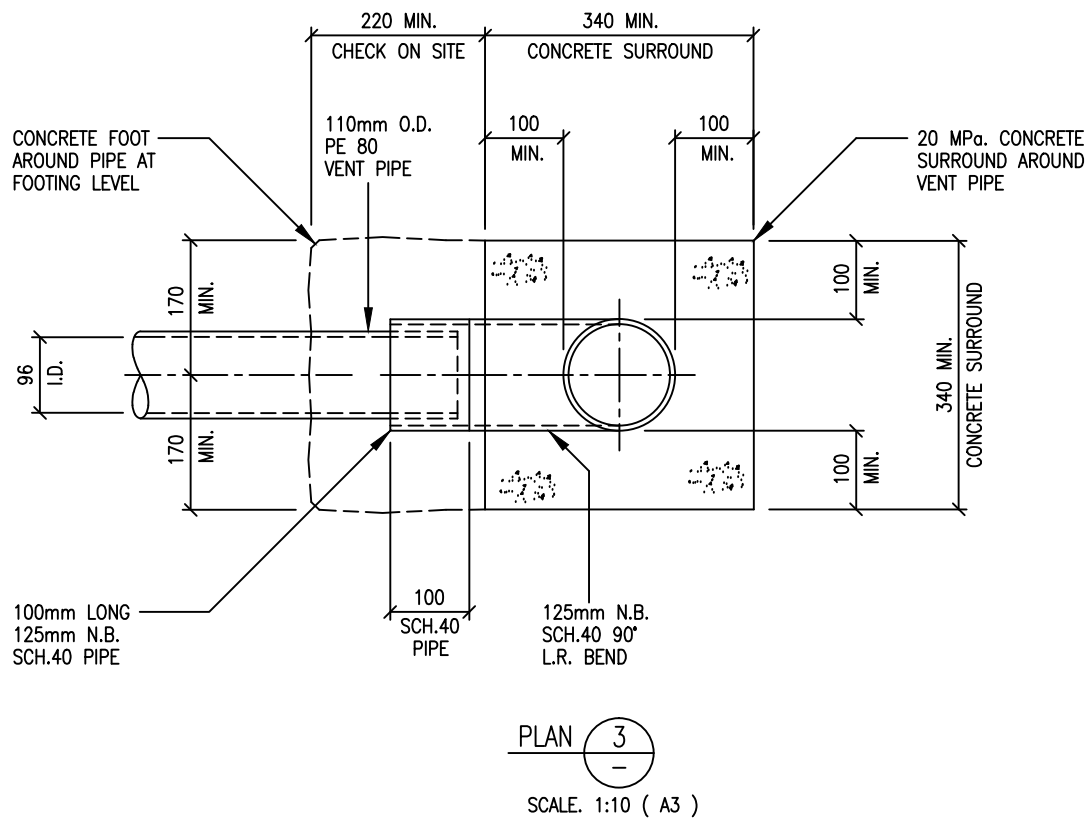 220 MIN.
CHECK ON SITE
340 MIN.
CONCRETE SURROUND
CONCRETE FOOT
AROUND PIPE AT
FOOTING LEVEL
110mm O.D.
PE 80
VENT PIPE
100
MIN.
100
MIN.
20 MPa. CONCRETE
SURROUND AROUND
VENT PIPE
170
MIN.
96
I.D.
170
MIN.
100
MIN.
340 MIN.
CONCRETE SURROUND
100
MIN.
100mm LONG
125mm N.B.
SCH.40 PIPE
100
SCH.40
PIPE
125mm N.B.
SCH.40 90°
L.R. BEND
PLAN 3
–
SCALE. 1:10 ( A3 )